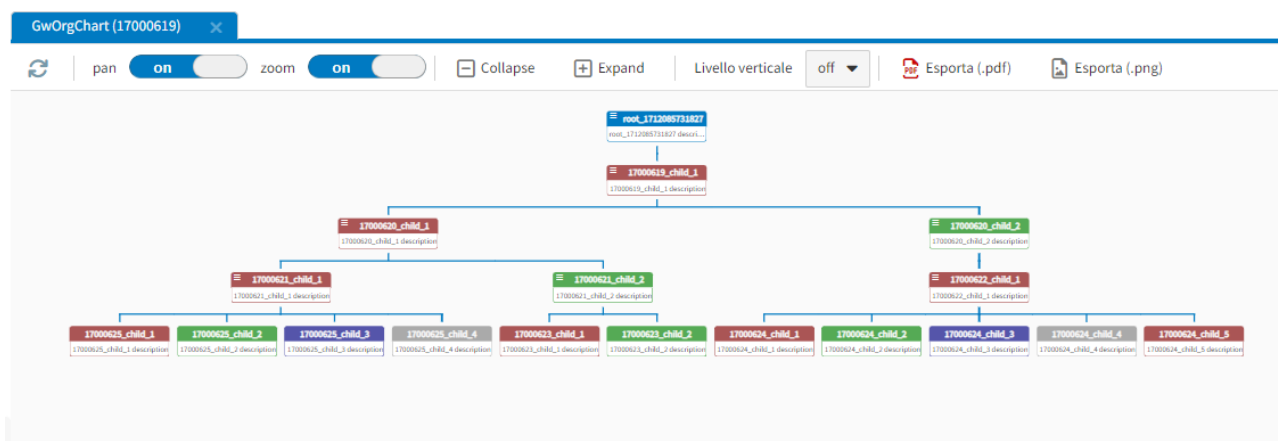 GwOrgChart (17000619)
pan on zoom on Collapse Expand Livello verticale off PDF Esporta (.pdf) Esporta (.png)
root_1712085731827
root_1712085731827 descri...
17000619_child_1
17000619_child_1 description
17000620_child_1 17000620_child_2
17000620_child_1 description 17000620_child_2 description
17000621_child_1 17000621_child_2 17000622_child_1
17000621_child_1 description 17000621_child_2 description 17000622_child_1 description
17000625_child_1 17000625_child_2 17000625_child_3 17000625_child_4 17000623_child_1 17000623_child_2 17000624_child_1 17000624_child_2 17000624_child_3 17000624_child_4 17000624_child_5
17000625_child_1 description 17000625_child_2 description 17000625_child_3 description 17000625_child_4 description 17000623_child_1 description 17000623_child_2 description 17000624_child_1 description 17000624_child_2 description 17000624_child_3 description 17000624_child_4 description 17000624_child_5 description